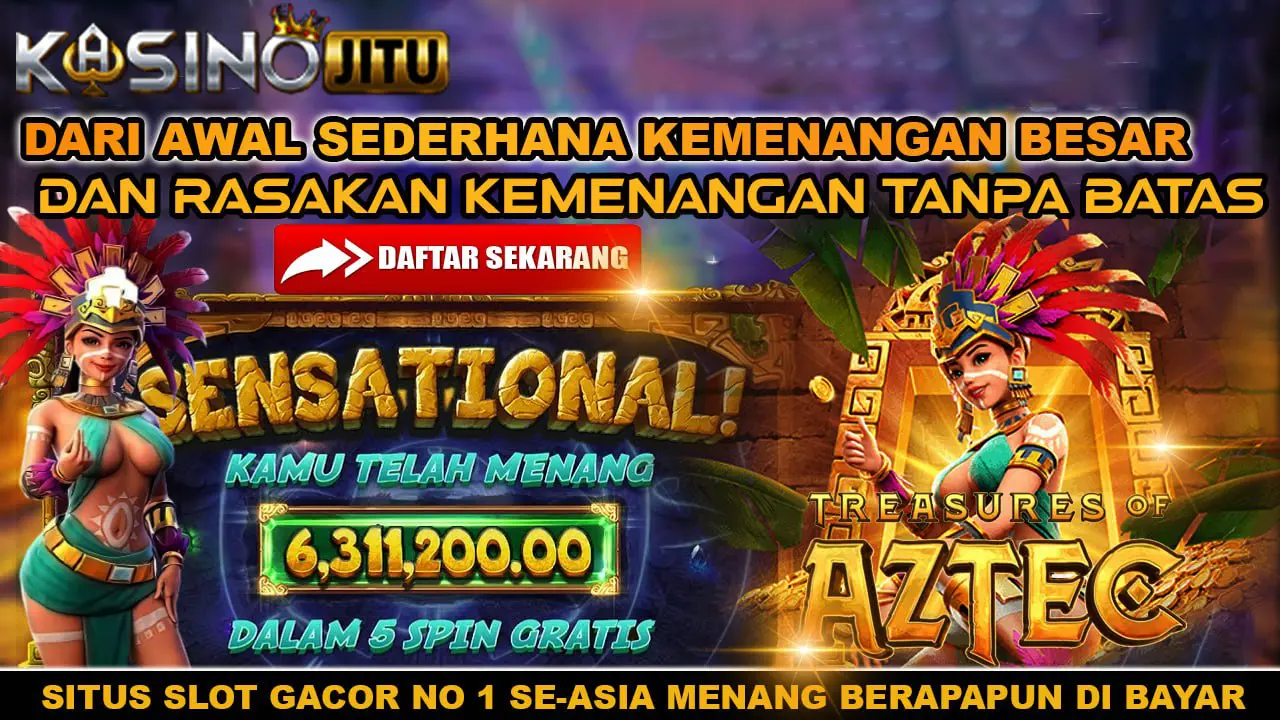 KASINO JITU
DARI AWAL SEDERHANA KEMENANGAN BESAR
DAN RASAKAN KEMENANGAN TANPA BATAS
DAFTAR SEKARANG
SENSATIONAL!
KAMU TELAH MENANG
6,311,200.00
DALAM 5 SPIN GRATIS
TREASURES OF
AZTEC
SITUS SLOT GACOR NO 1 SE-ASIA MENANG BERAPAPUN DI BAYAR